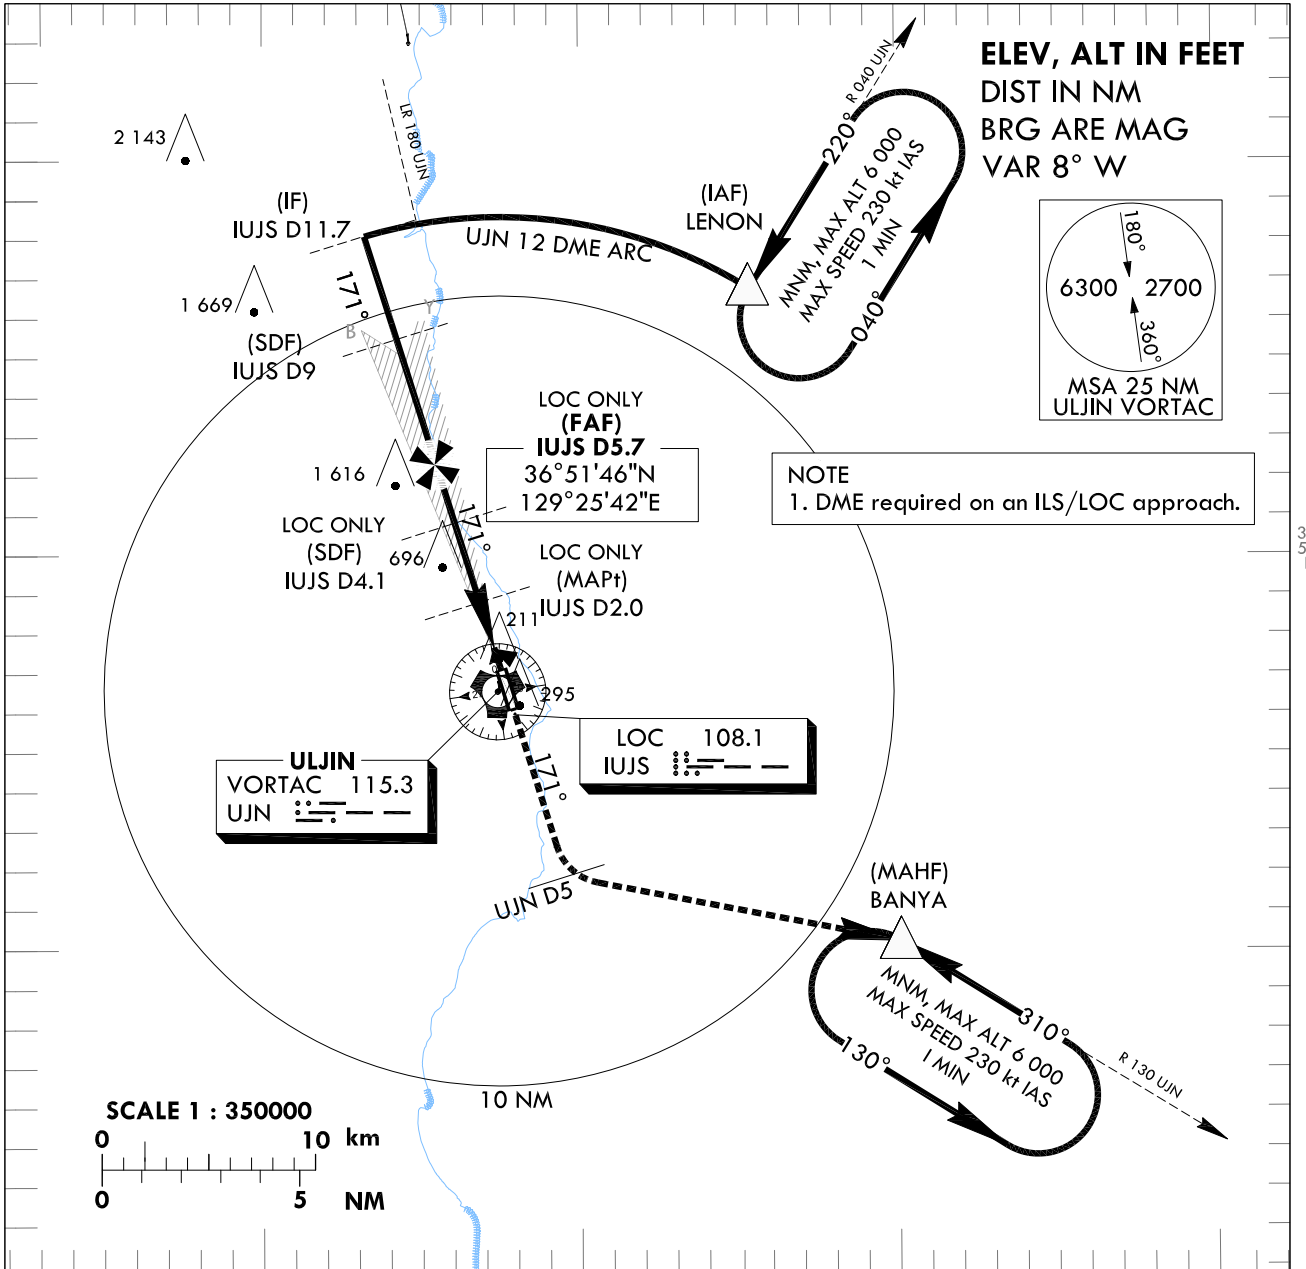 ELEV, ALT IN FEET
DIST IN NM
BRG ARE MAG
VAR 8° W
R 040 UJN
220°
MNM, MAX ALT 6 000
MAX SPEED 230 kt IAS
1 MIN
040°
2 143
LR 180 UJN
(IAF)
LENON
(IF)
IUJS D11.7
UJN 12 DME ARC
171°
180°
6300 2700
360°
MSA 25 NM
ULJIN VORTAC
1 669
B
Y
(SDF)
IUJS D9
LOC ONLY
(FAF)
IUJS D5.7
36°51'46"N
129°25'42"E
NOTE
1. DME required on an ILS/LOC approach.
1 616
171°
LOC ONLY
(SDF)
IUJS D4.1
696
LOC ONLY
(MAPt)
IUJS D2.0
35
211
295
LOC 108.1
IUJS
ULJIN
VORTAC 115.3
UJN
171°
UJN D5
(MAHF)
BANYA
MNM, MAX ALT 6 000
MAX SPEED 230 kt IAS
1 MIN
310°
130°
R 130 UJN
10 NM
SCALE 1 : 350000
0 10 km
0 5 NM